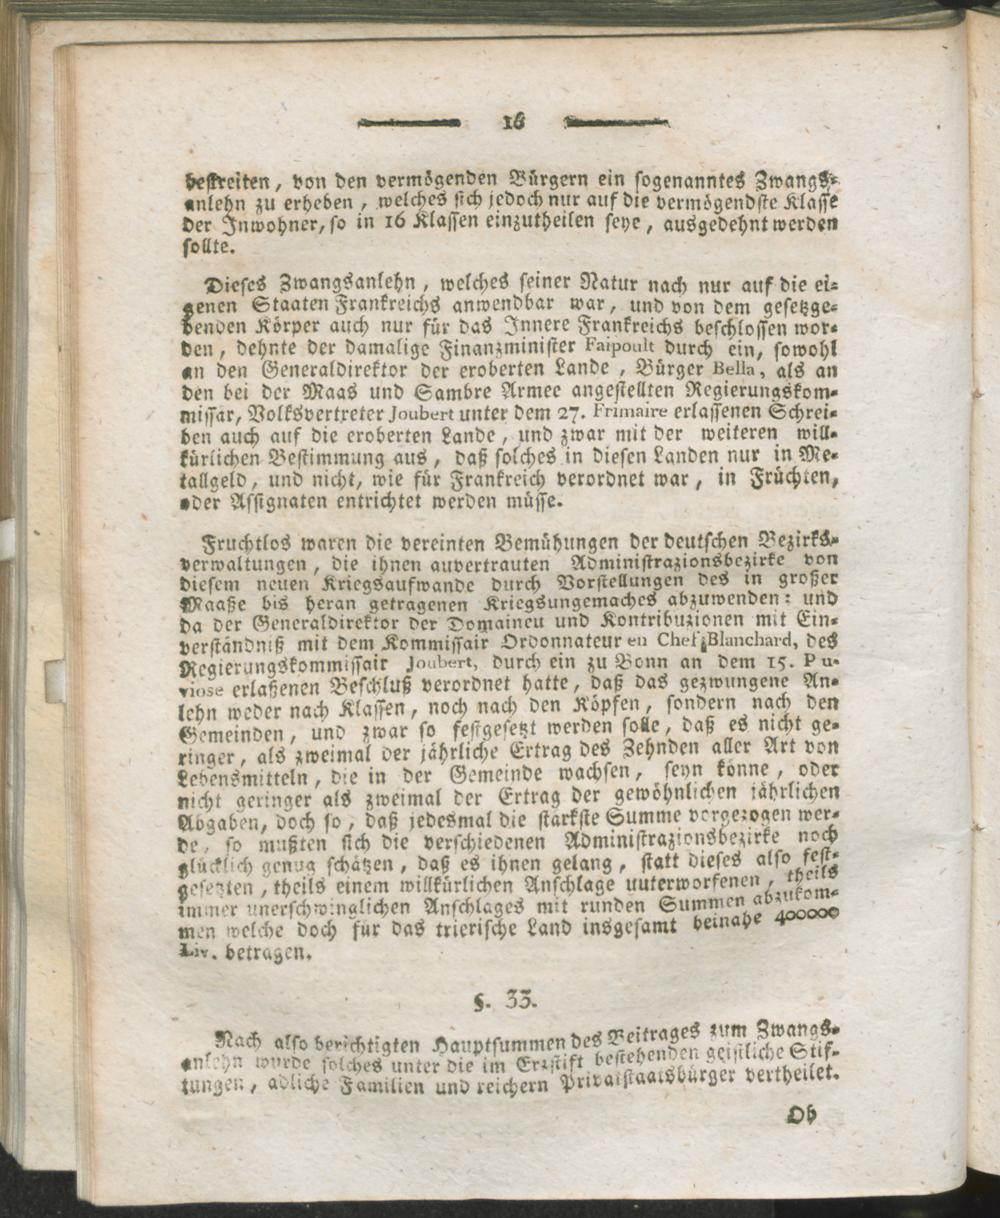 16
bestreiten, von den vermögenden Bürgern ein sogenanntes Zwangs-
anlehn zu erheben, welches sich jedoch nur auf die vermögendste Klasse
der Inwohner, so in 16 Klassen einzutheilen seye, ausgedehnt werden
sollte.
Dieses Zwangsanlehn, welches seiner Natur nach nur auf die ei-
genen Staaten Frankreichs anwendbar war, und von dem gesetzge-
benden Körper auch nur für das Innere Frankreichs beschlossen wor-
den, dehnte der damalige Finanzminister Faipoult durch ein, sowohl
an den Generaldirektor der eroberten Lande, Bürger Bella, als an
den bei der Maas und Sambre Armee angestellten Regierungskom-
missär, Volksvertreter Joubert unter dem 27. Frimaire erlassenen Schrei-
ben auch auf die eroberten Lande, und zwar mit der weiteren will-
kürlichen Bestimmung aus, daß solches in diesen Landen nur in Me-
tallgeld, und nicht, wie für Frankreich verordnet war, in Früchten,
oder Assignaten entrichtet werden müsse.
Fruchtlos waren die vereinten Bemühungen der deutschen Bezirks-
verwaltungen, die ihnen auvertrauten Administrazionsbezirke von
diesem neuen Kriegsaufwande durch Vorstellungen des in großer
Maaße bis heran getragenen Kriegsungemaches abzuwenden: und
da der Generaldirektor der Domaineu und Kontribuzionen mit Ein-
verständniß mit dem Kommissair Ordonnateur en Chef Blanchard, des
Regierungskommissair Joubert, durch ein zu Bonn an dem 15. Pu-
viose erlaßenen Beschluß verordnet hatte, daß das gezwungene An-
lehn weder nach Klassen, noch nach den Köpfen, sondern nach den
Gemeinden, und zwar so festgesetzt werden solle, daß es nicht ge-
ringer, als zweimal der jährliche Ertrag des Zehnden aller Art von
Lebensmitteln, die in der Gemeinde wachsen, seyn könne, oder
nicht geringer als zweimal der Ertrag der gewöhnlichen jährlichen
Abgaben, doch so, daß jedesmal die stärkste Summe vorgezogen wer-
de, so mußten sich die verschiedenen Administrazionsbezirke noch
glücklich genug schätzen, daß es ihnen gelang, statt dieses also fest-
gesetzten, theils einem willkürlichen Anschlage uuterworfenen, theils
immer unerschwinglichen Anschlages mit runden Summen abzukom-
men welche doch für das trierische Land insgesamt beinahe 400000
Liv. betragen.
§. 33.
Nach also berichtigten Hauptsummen des Beitrages zum Zwangs-
anlehn wurde solches unter die im Erzstift bestehenden geistliche Stif-
tungen, adliche Familien und reichern Privatstaatsbürger vertheilet.
Ob